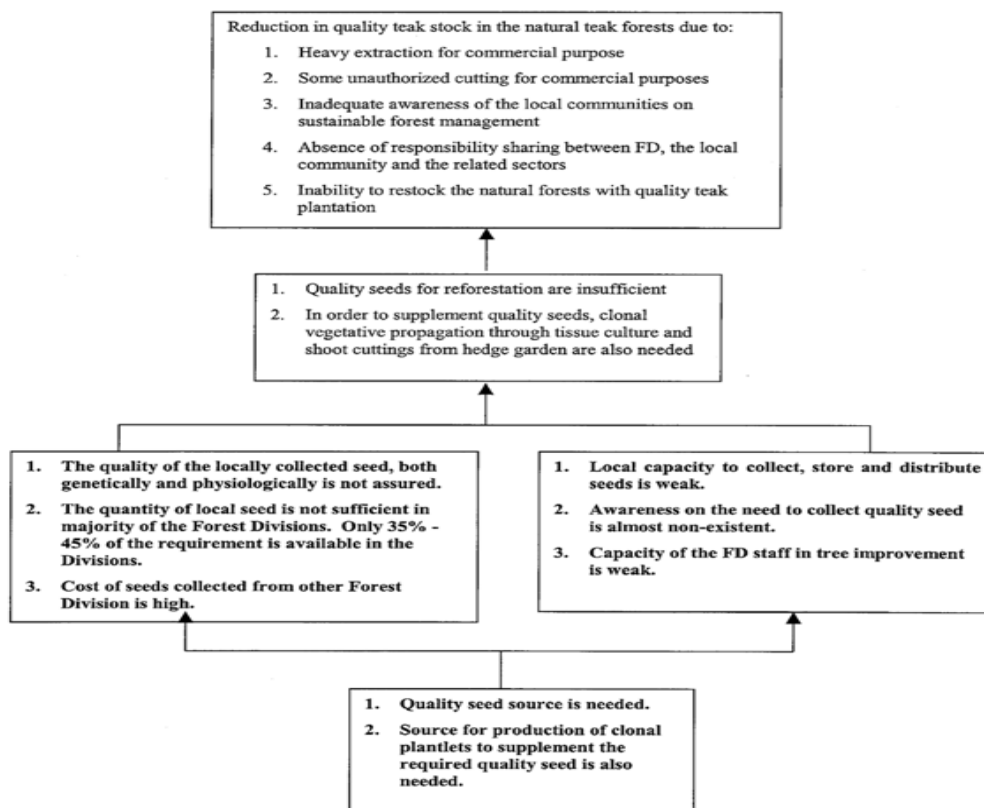 Reduction in quality teak stock in the natural teak forests due to:
1. Heavy extraction for commercial purpose
2. Some unauthorized cutting for commercial purposes
3. Inadequate awareness of the local communities on
sustainable forest management
4. Absence of responsibility sharing between FD, the local
community and the related sectors
5. Inability to restock the natural forests with quality teak
plantation
1. Quality seeds for reforestation are insufficient
2. In order to supplement quality seeds, clonal
vegetative propagation through tissue culture and
shoot cuttings from hedge garden are also needed
1. The quality of the locally collected seed, both
genetically and physiologically is not assured.
2. The quantity of local seed is not sufficient in
majority of the Forest Divisions. Only 35% -
45% of the requirement is available in the
Divisions.
3. Cost of seeds collected from other Forest
Division is high.
1. Local capacity to collect, store and distribute
seeds is weak.
2. Awareness on the need to collect quality seed
is almost non-existent.
3. Capacity of the FD staff in tree improvement
is weak.
1. Quality seed source is needed.
2. Source for production of clonal
plantlets to supplement the
required quality seed is also
needed.